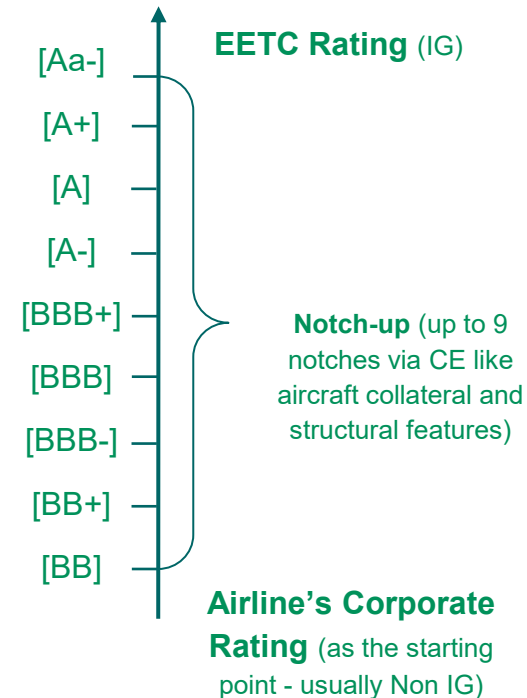 EETC Rating (IG)
[Aa-]
[A+]
[A]
[A-]
[BBB+]
[BBB]
[BBB-]
[BB+]
[BB]
Notch-up (up to 9
notches via CE like
aircraft collateral and
structural features)
Airline's Corporate
Rating (as the starting
point - usually Non IG)